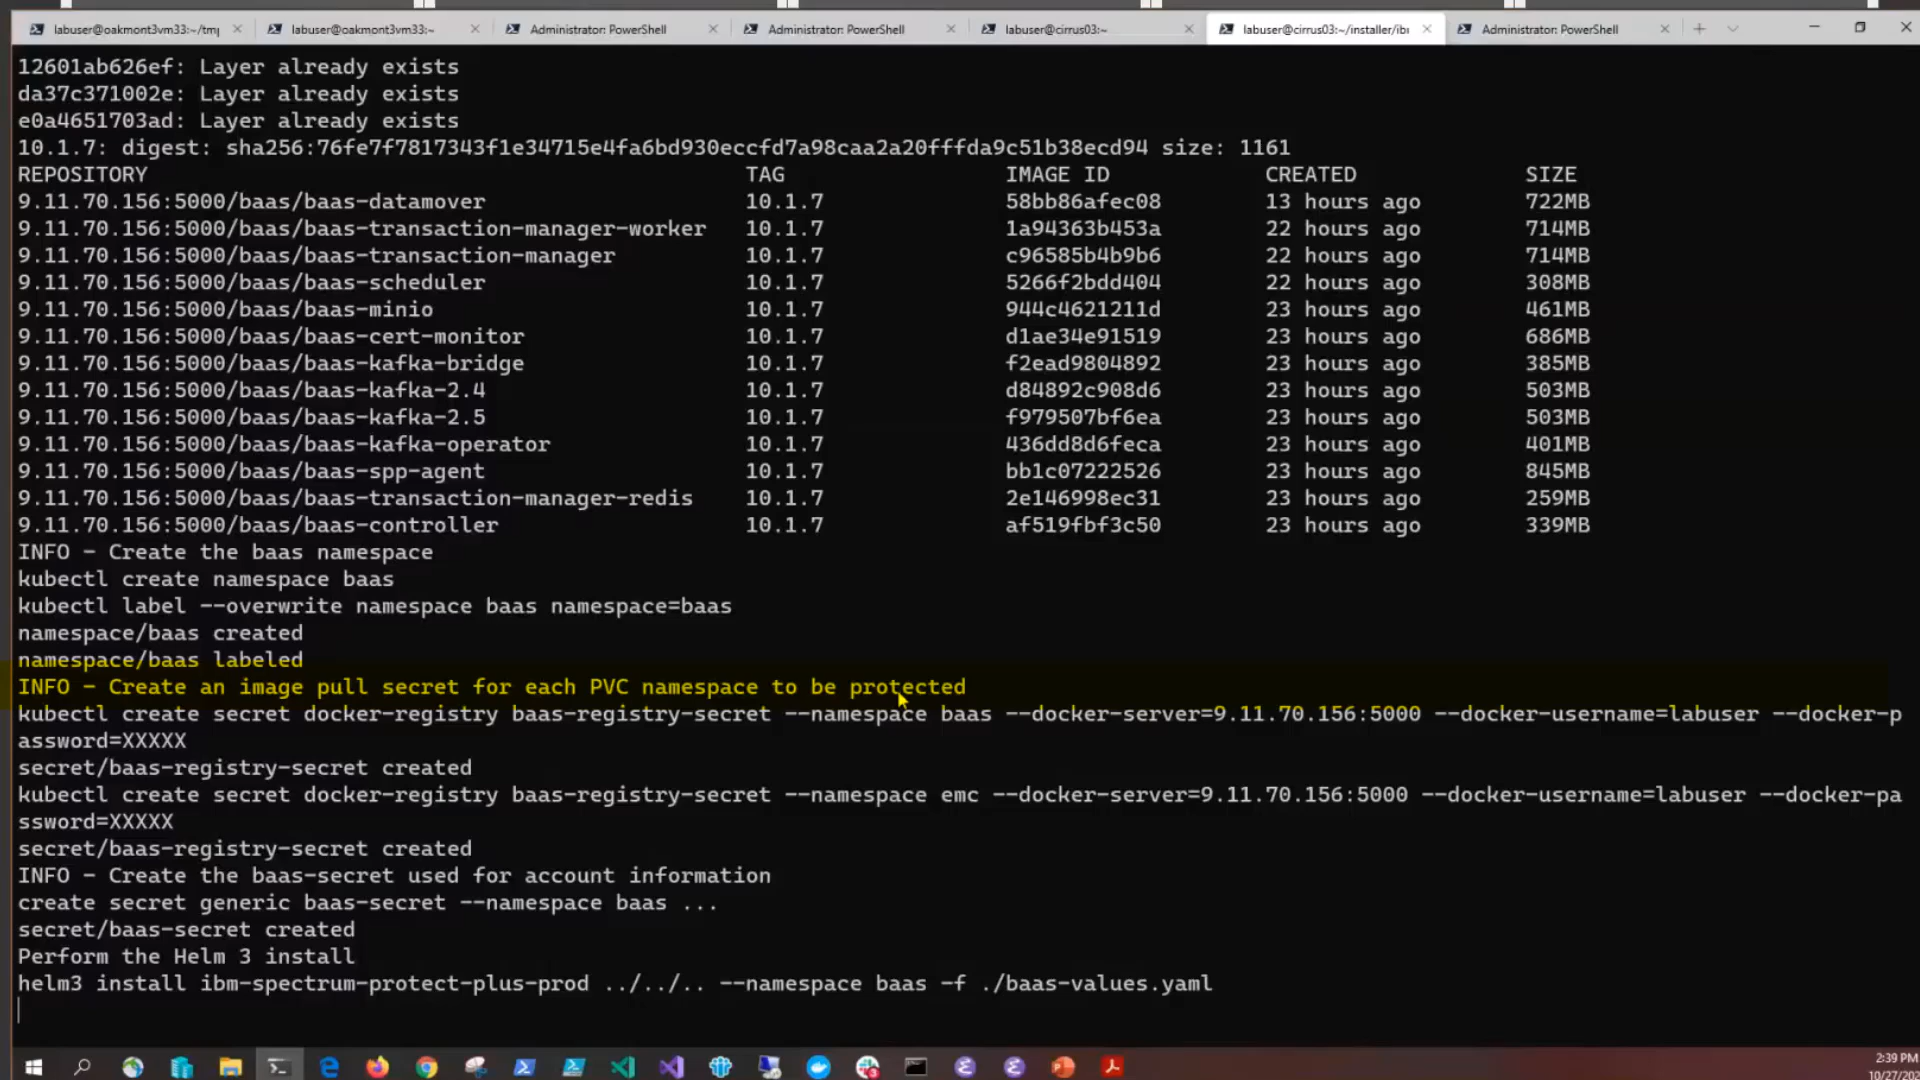 labuser@oakmont3vm33:~/tmp
labuser@oakmont3vm33:~
Administrator: PowerShell
Administrator: PowerShell
labuser@cirrus03:~
labuser@cirrus03:~/installer/ibm
Administrator: PowerShell
12601ab626ef: Layer already exists
da37c371002e: Layer already exists
e0a4651703ad: Layer already exists
10.1.7: digest: sha256:76fe7f7817343f1e34715e4fa6bd930eccfd7a98caa2a20fffda9c51b38ecd94 size: 1161
REPOSITORY TAG IMAGE ID CREATED SIZE
9.11.70.156:5000/baas/baas-datamover 10.1.7 58bb86afec08 13 hours ago 722MB
9.11.70.156:5000/baas/baas-transaction-manager-worker 10.1.7 1a94363b453a 22 hours ago 714MB
9.11.70.156:5000/baas/baas-transaction-manager 10.1.7 c96585b4b9b6 22 hours ago 714MB
9.11.70.156:5000/baas/baas-scheduler 10.1.7 5266f2bdd404 22 hours ago 308MB
9.11.70.156:5000/baas/baas-minio 10.1.7 944c4621211d 23 hours ago 461MB
9.11.70.156:5000/baas/baas-cert-monitor 10.1.7 d1ae34e91519 23 hours ago 686MB
9.11.70.156:5000/baas/baas-kafka-bridge 10.1.7 f2ead9804892 23 hours ago 385MB
9.11.70.156:5000/baas/baas-kafka-2.4 10.1.7 d84892c908d6 23 hours ago 503MB
9.11.70.156:5000/baas/baas-kafka-2.5 10.1.7 f979507bf6ea 23 hours ago 503MB
9.11.70.156:5000/baas/baas-kafka-operator 10.1.7 436dd8d6feca 23 hours ago 401MB
9.11.70.156:5000/baas/baas-spp-agent 10.1.7 bb1c07222526 23 hours ago 845MB
9.11.70.156:5000/baas/baas-transaction-manager-redis 10.1.7 2e146998ec31 23 hours ago 259MB
9.11.70.156:5000/baas/baas-controller 10.1.7 af519fbf3c50 23 hours ago 339MB
INFO - Create the baas namespace
kubectl create namespace baas
kubectl label --overwrite namespace baas namespace=baas
namespace/baas created
namespace/baas labeled
INFO - Create an image pull secret for each PVC namespace to be protected
kubectl create secret docker-registry baas-registry-secret --namespace baas --docker-server=9.11.70.156:5000 --docker-username=labuser --docker-p
assword=XXXXX
secret/baas-registry-secret created
kubectl create secret docker-registry baas-registry-secret --namespace emc --docker-server=9.11.70.156:5000 --docker-username=labuser --docker-pa
ssword=XXXXX
secret/baas-registry-secret created
INFO - Create the baas-secret used for account information
create secret generic baas-secret --namespace baas ...
secret/baas-secret created
Perform the Helm 3 install
helm3 install ibm-spectrum-protect-plus-prod ../../.. --namespace baas -f ./baas-values.yaml
2:39 PM